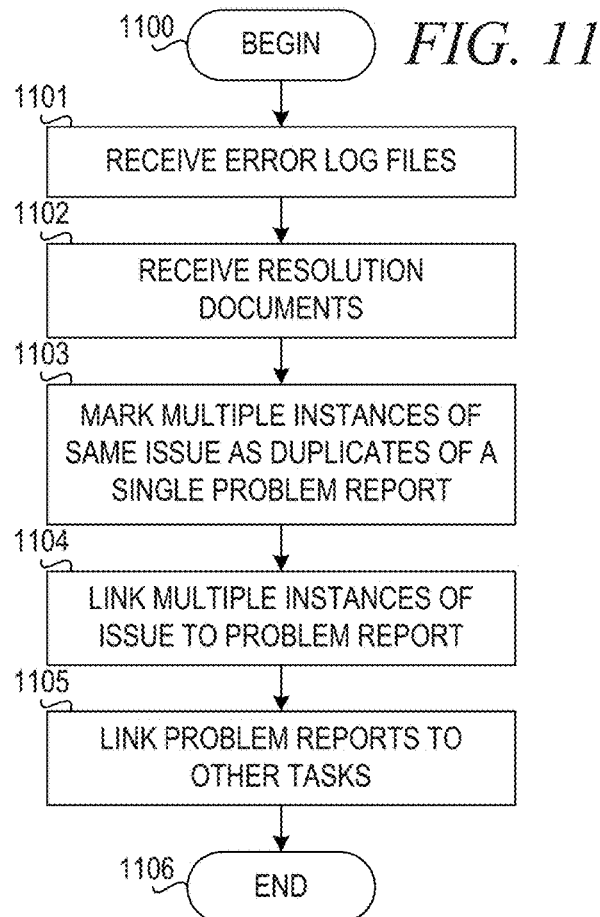 1100
BEGIN
FIG. 11
1101
RECEIVE ERROR LOG FILES
1102
RECEIVE RESOLUTION
DOCUMENTS
1103
MARK MULTIPLE INSTANCES OF
SAME ISSUE AS DUPLICATES OF A
SINGLE PROBLEM REPORT
1104
LINK MULTIPLE INSTANCES OF
ISSUE TO PROBLEM REPORT
1105
LINK PROBLEM REPORTS TO
OTHER TASKS
1106
END